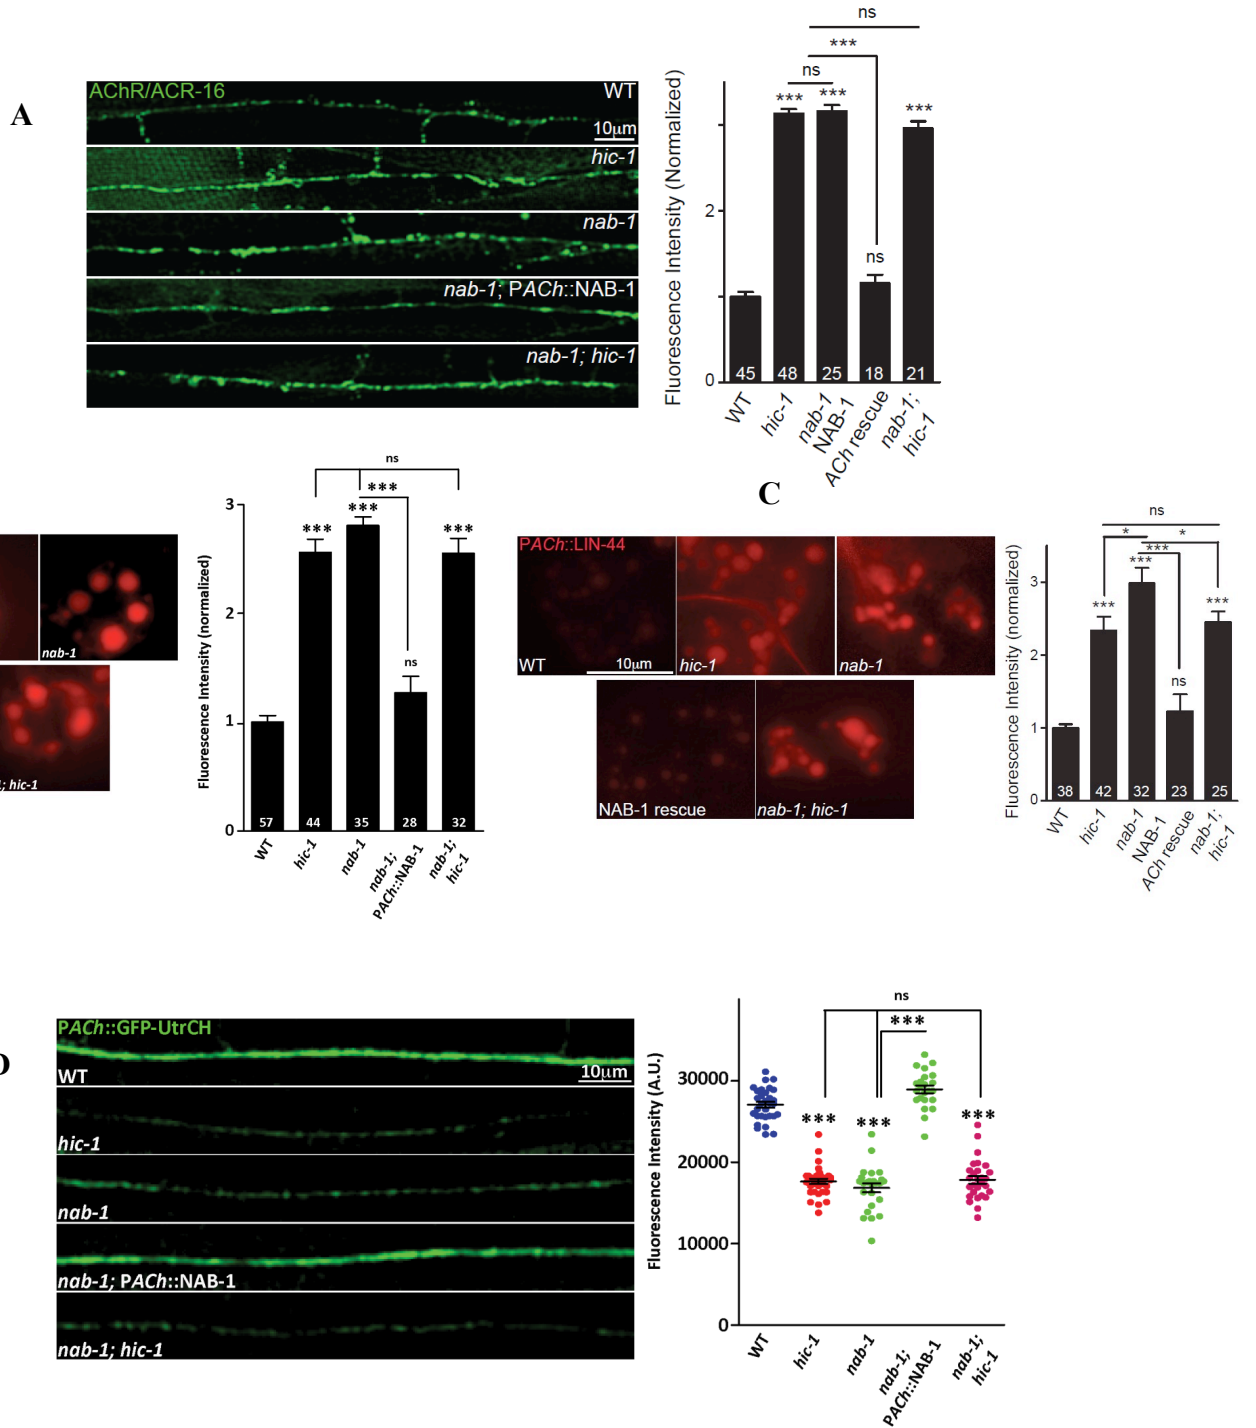 A
AChR/ACR-16
WT
10µm
hic-1
nab-1
nab-1; PACh::NAB-1
nab-1; hic-1
Fluorescence Intensity (Normalized)
2
0
ns
***
ns
***
***
ns
***
45
48
25
18
21
WT
hic-1
nab-1
NAB-1
ACh rescue
nab-1;
hic-1
nab-1
; hic-1
Fluorescence Intensity (normalized)
3
2
1
0
ns
***
***
***
ns
***
57
44
35
28
32
WT
hic-1
nab-1
nab-1;
PACh::NAB-1
nab-1;
hic-1
C
PACh::LIN-44
WT
10µm
hic-1
nab-1
NAB-1 rescue
nab-1; hic-1
Fluorescence Intensity (normalized)
3
2
1
0
ns
*
*
***
***
***
ns
***
38
42
32
23
25
WT
hic-1
nab-1
NAB-1
ACh rescue
nab-1;
hic-1
PACh::GFP-UtrCH
WT
10µm
hic-1
nab-1
nab-1; PACh::NAB-1
nab-1; hic-1
Fluorescence Intensity (A.U.)
30000
20000
10000
0
ns
***
***
***
***
WT
hic-1
nab-1
nab-1;
PACh::NAB-1
nab-1;
hic-1